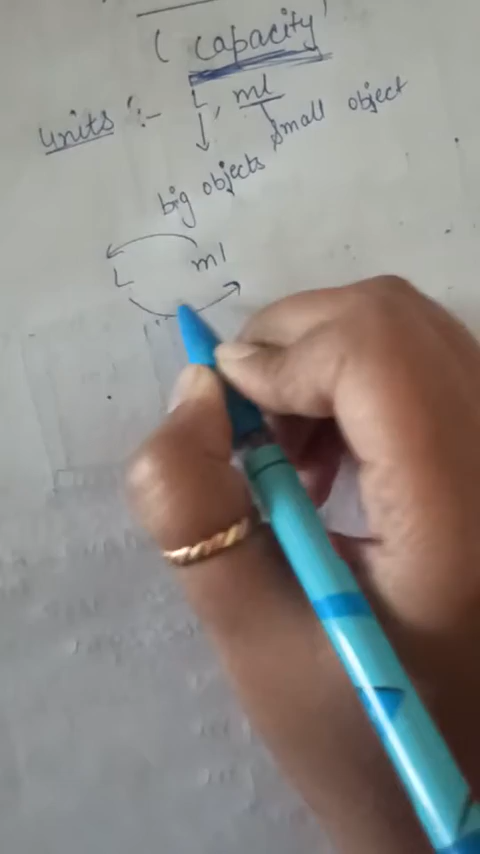 ( Capacity )
Units :- L, ml
small object
big objects
L ml